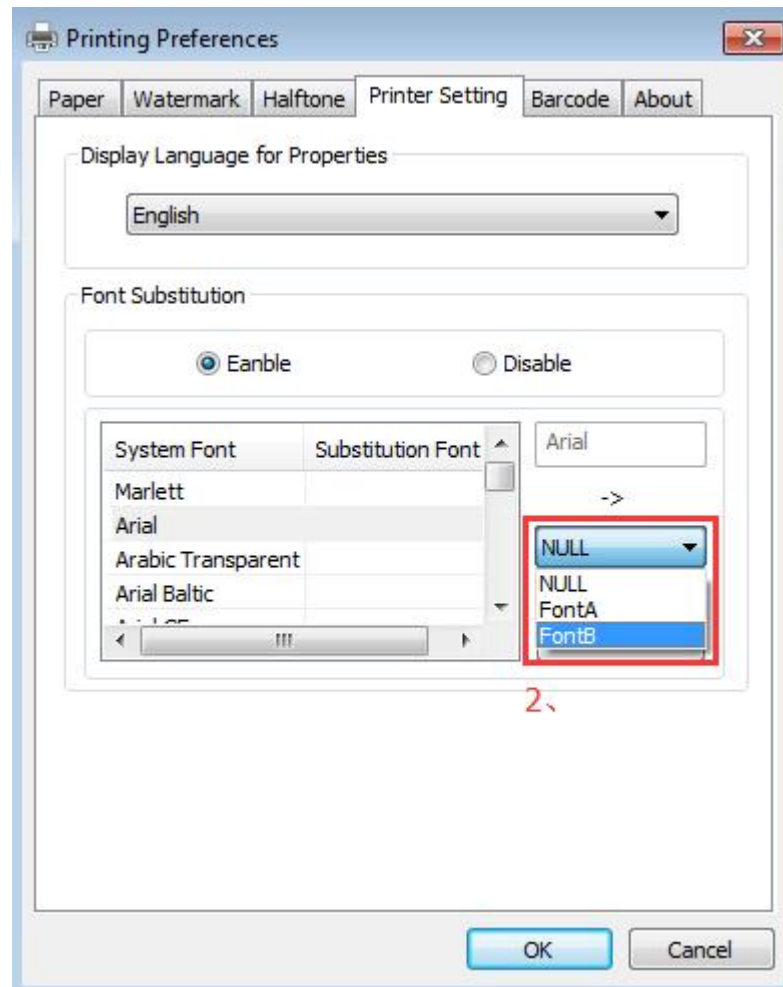 Printing Preferences
Paper Watermark Halftone Printer Setting Barcode About
Display Language for Properties
English
Font Substitution
Eanble Disable
System Font Substitution Font
Marlett
Arial
Arabic Transparent
Arial Baltic
Arial
->
NULL
NULL
FontA
FontB
2、
OK Cancel